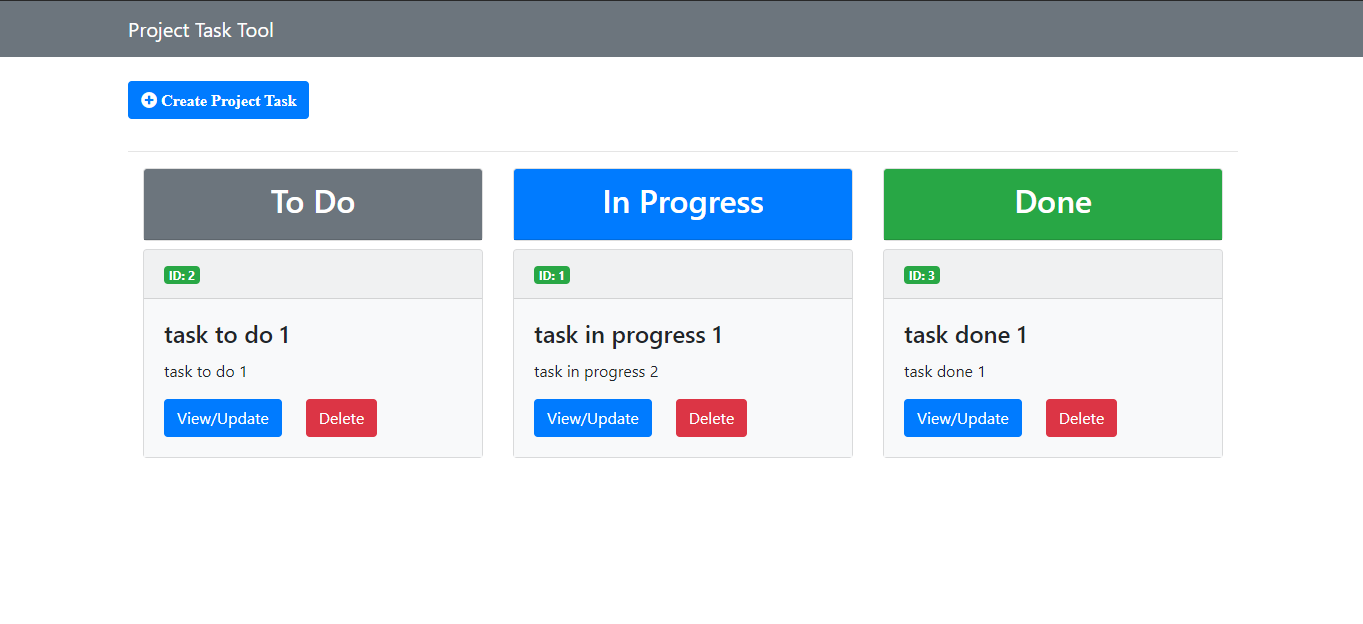 Project Task Tool
Create Project Task
To Do
In Progress
Done
ID: 2
task to do 1
task to do 1
View/Update
Delete
ID: 1
task in progress 1
task in progress 2
View/Update
Delete
ID: 3
task done 1
task done 1
View/Update
Delete